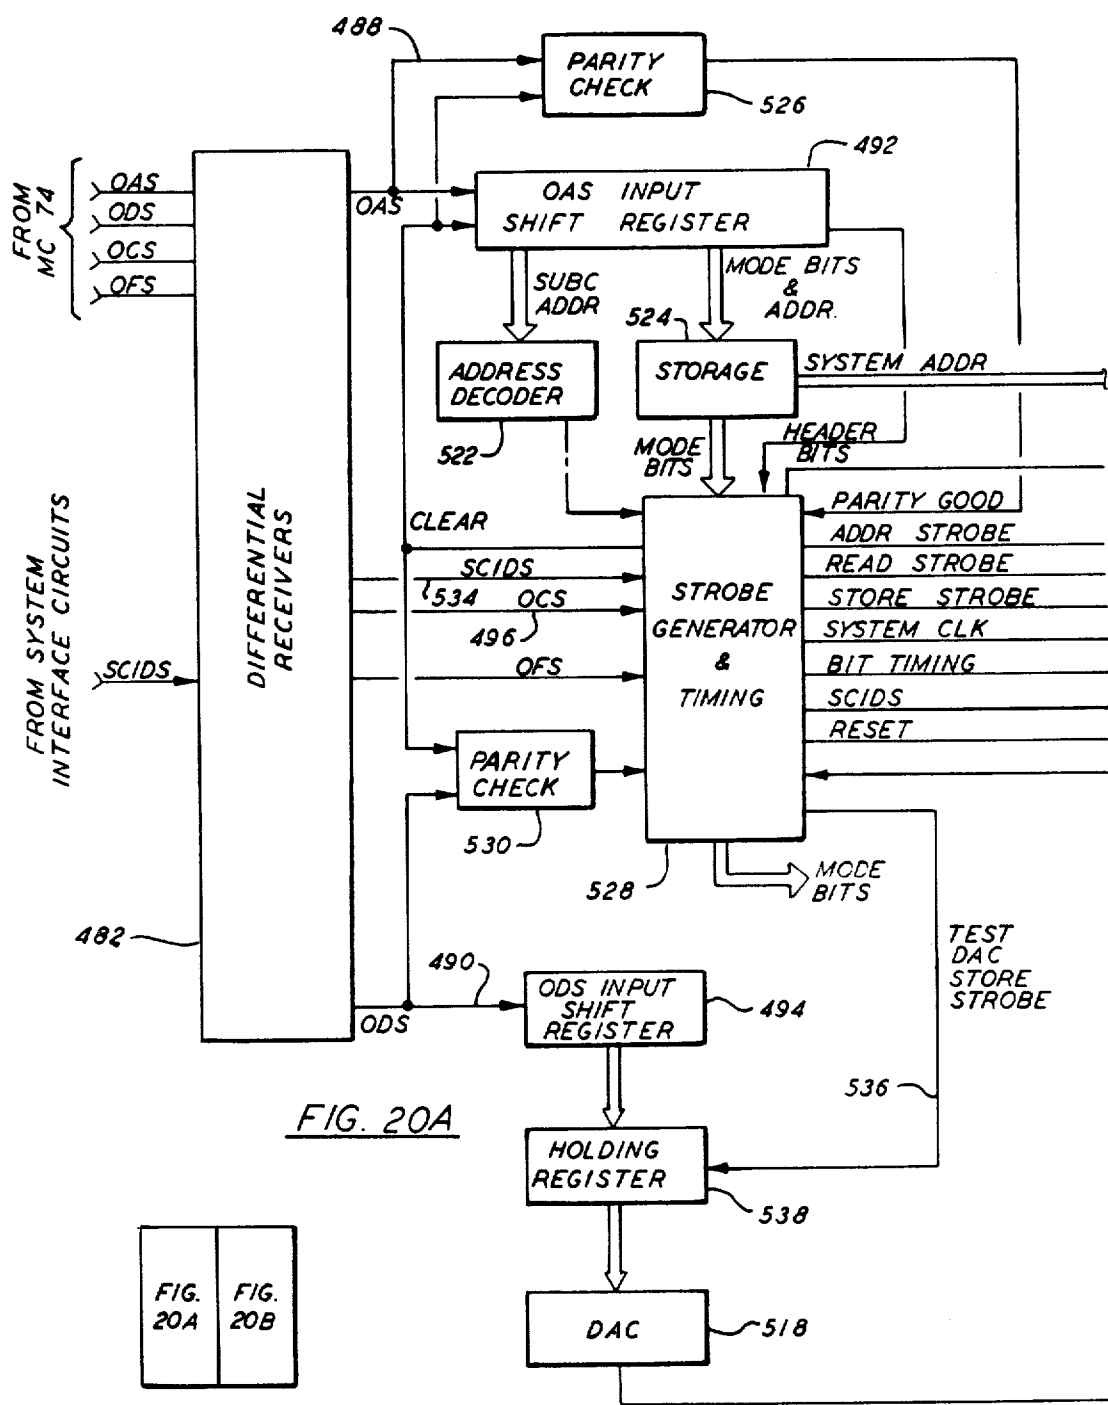 488
PARITY
CHECK
526
492
FROM
MC 74
OAS
ODS
OCS
OFS
OAS
OAS INPUT
SHIFT REGISTER
SUBC
ADDR
MODE BITS
&
ADDR.
524
ADDRESS
DECODER
STORAGE
SYSTEM ADDR
522
MODE
BITS
HEADER
BITS
DIFFERENTIAL
RECEIVERS
CLEAR
SCIDS
534
OCS
496
OFS
STROBE
GENERATOR
&
TIMING
PARITY GOOD
ADDR STROBE
READ STROBE
STORE STROBE
SYSTEM CLK
BIT TIMING
SCIDS
RESET
FROM SYSTEM
INTERFACE CIRCUITS
SCIDS
PARITY
CHECK
530
528
MODE
BITS
482
490
ODS
ODS INPUT
SHIFT
REGISTER
494
TEST
DAC
STORE
STROBE
536
FIG. 20A
HOLDING
REGISTER
538
FIG.
20A
FIG.
20B
DAC
518